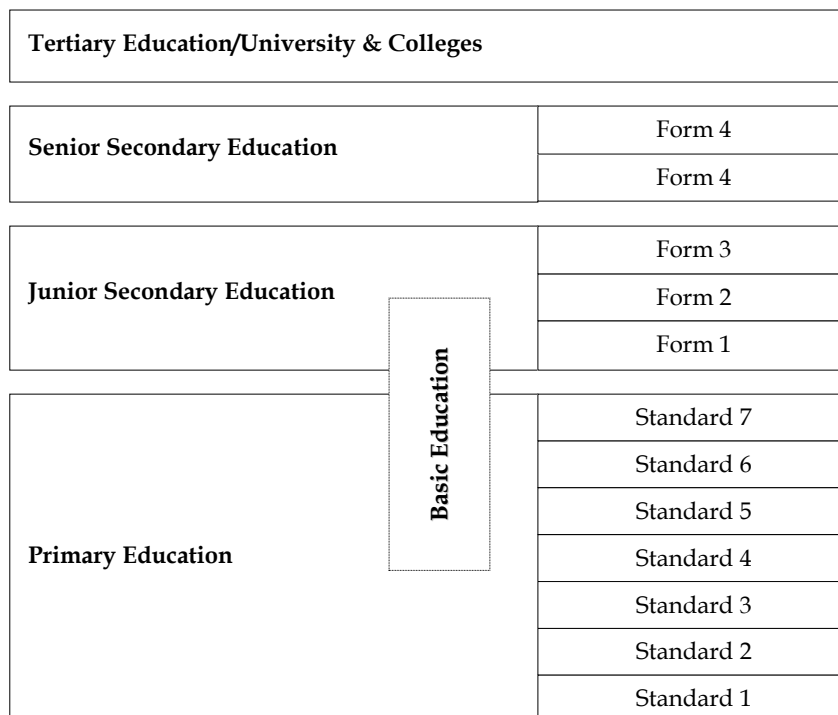 Tertiary Education/University & Colleges
Senior Secondary Education
Form 4
Form 4
Junior Secondary Education
Form 3
Form 2
Form 1
Basic Education
Primary Education
Standard 7
Standard 6
Standard 5
Standard 4
Standard 3
Standard 2
Standard 1